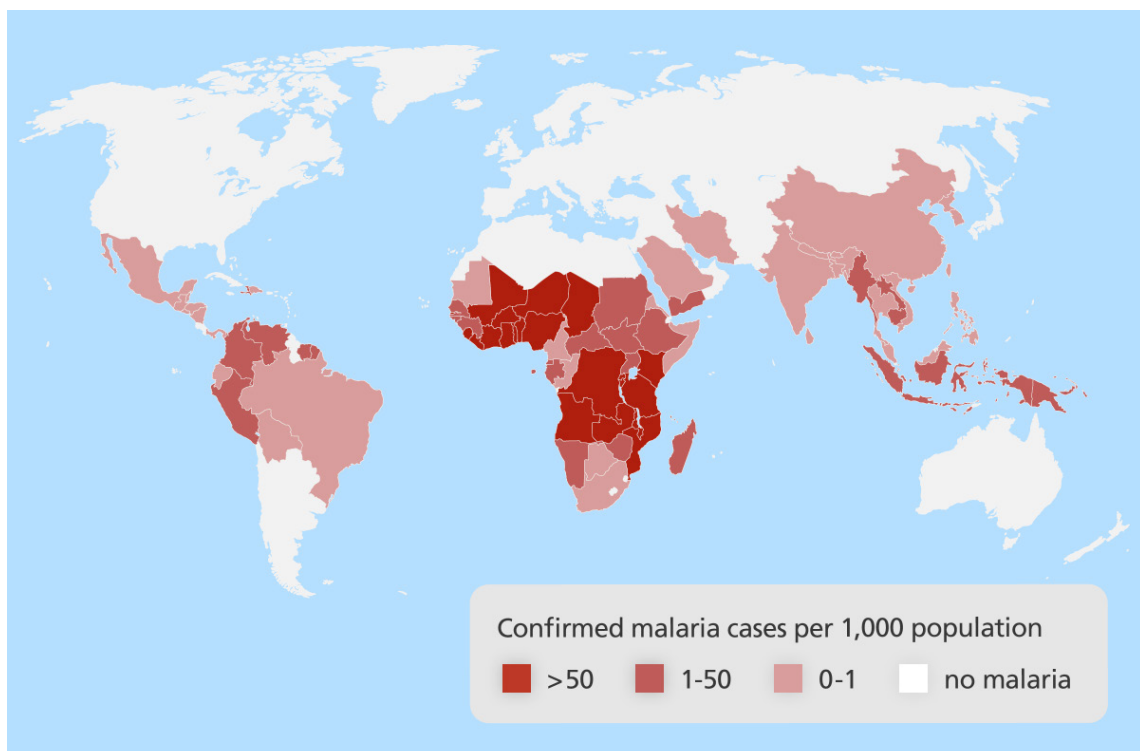 Confirmed malaria cases per 1,000 population
>50 1-50 0-1 no malaria